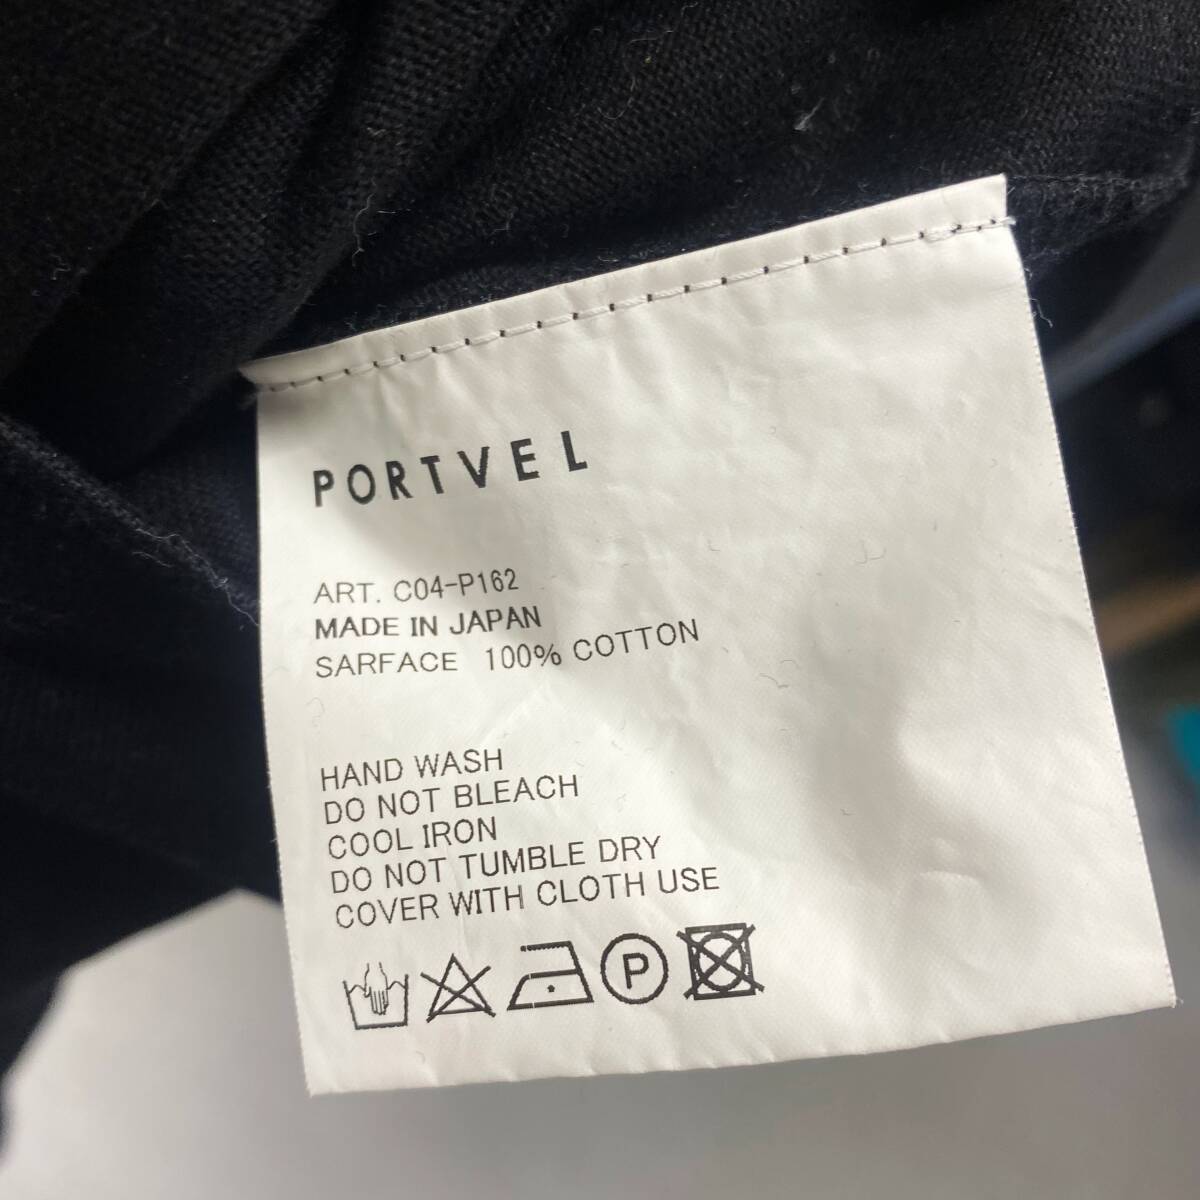 PORTVEL
ART. C04-P162
MADE IN JAPAN
SARFACE 100% COTTON
HAND WASH
DO NOT BLEACH
COOL IRON
DO NOT TUMBLE DRY
COVER WITH CLOTH USE
P